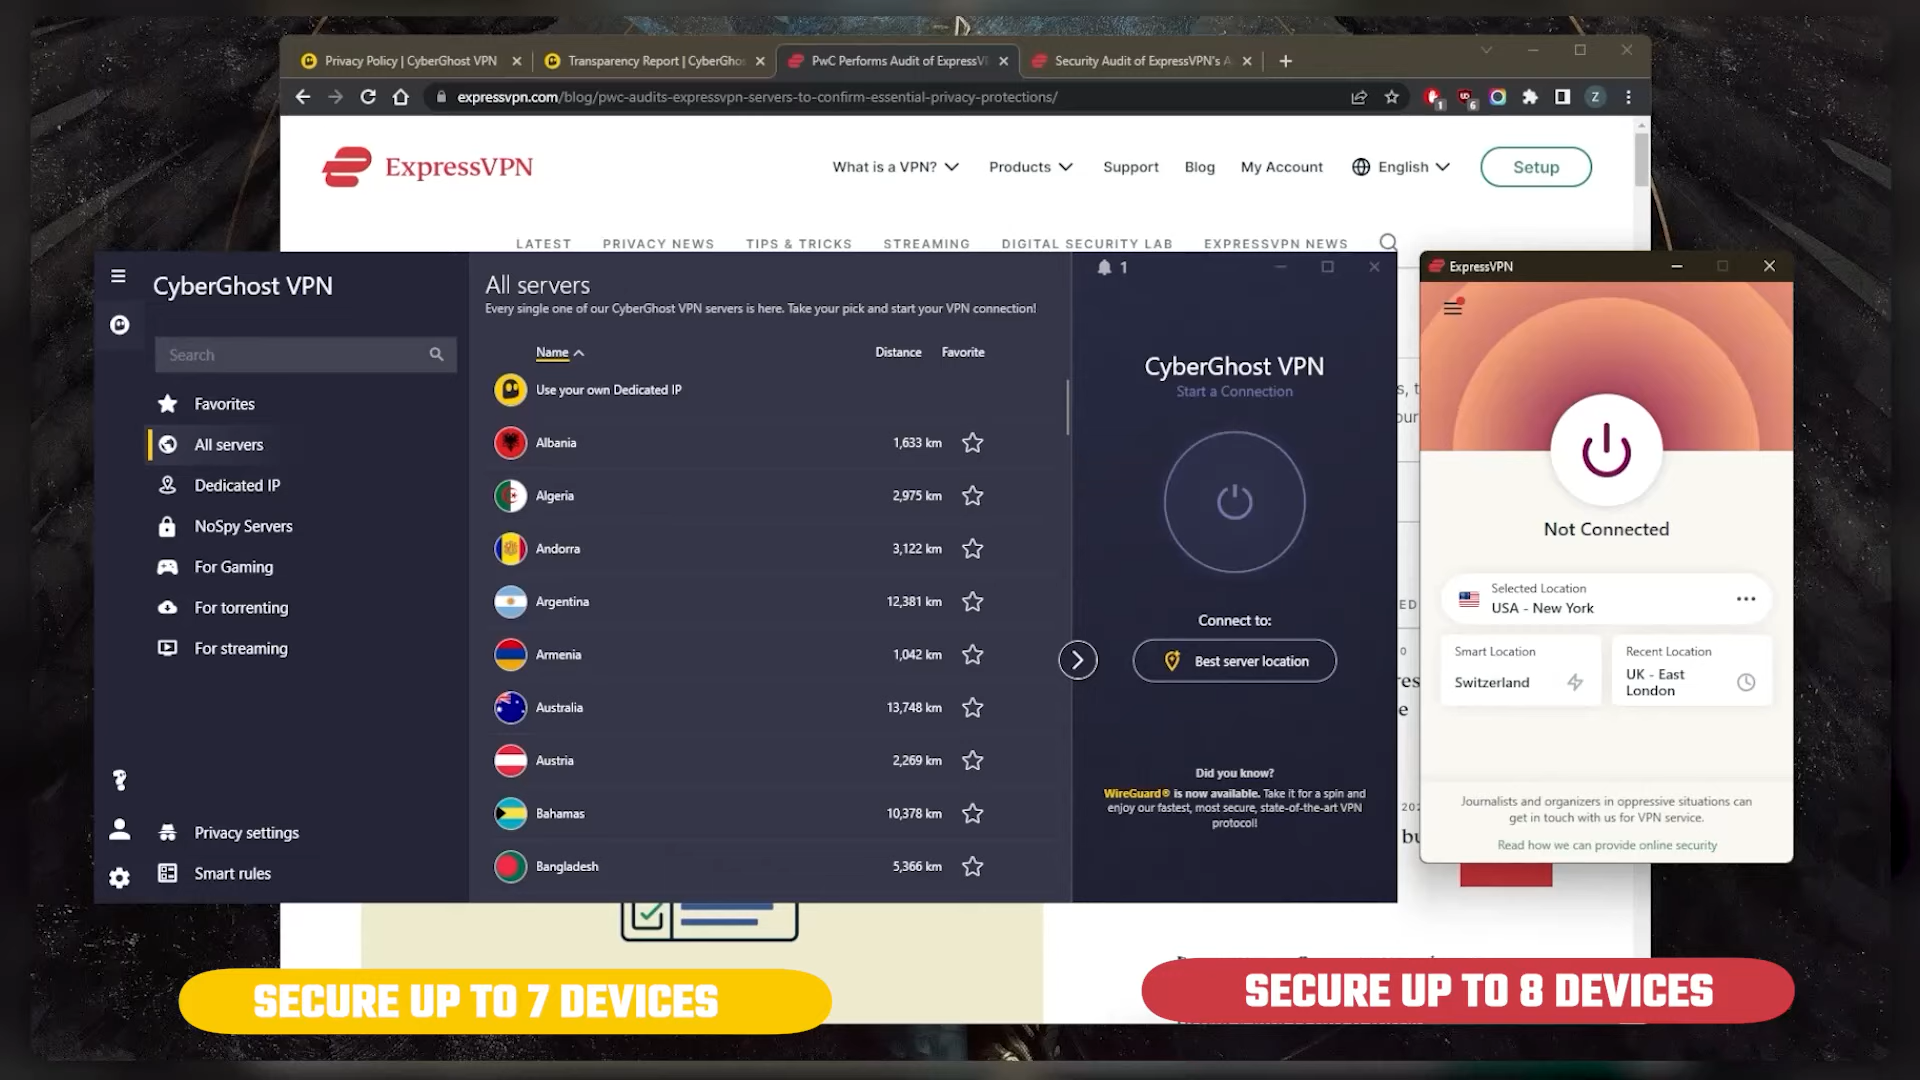 Privacy Policy | CyberGhost VPN
Transparency Report | CyberGhos
PwC Performs Audit of ExpressV
Security Audit of ExpressVPN's A
expressvpn.com/blog/pwc-audits-expressvpn-servers-to-confirm-essential-privacy-protections/
1
6
Z
ExpressVPN
What is a VPN?
Products
Support
Blog
My Account
English
Setup
LATEST
PRIVACY NEWS
TIPS & TRICKS
STREAMING
DIGITAL SECURITY LAB
EXPRESSVPN NEWS
CyberGhost VPN
Search
Favorites
All servers
Dedicated IP
NoSpy Servers
For Gaming
For torrenting
For streaming
Privacy settings
Smart rules
All servers
Every single one of our CyberGhost VPN servers is here. Take your pick and start your VPN connection!
Name Distance Favorite
Use your own Dedicated IP
Albania 1,633 km
Algeria 2,975 km
Andorra 3,122 km
Argentina 12,381 km
Armenia 1,042 km
Australia 13,748 km
Austria 2,269 km
Bahamas 10,378 km
Bangladesh 5,366 km
1
CyberGhost VPN
Start a Connection
Connect to:
Best server location
Did you know?
WireGuard® is now available. Take it for a spin and
enjoy our fastest, most secure, state-of-the-art VPN
protocol!
ExpressVPN
Not Connected
Selected Location
USA - New York
Smart Location
Switzerland
Recent Location
UK - East
London
Journalists and organizers in oppressive situations can
get in touch with us for VPN service.
Read how we can provide online security
SECURE UP TO 7 DEVICES
SECURE UP TO 8 DEVICES